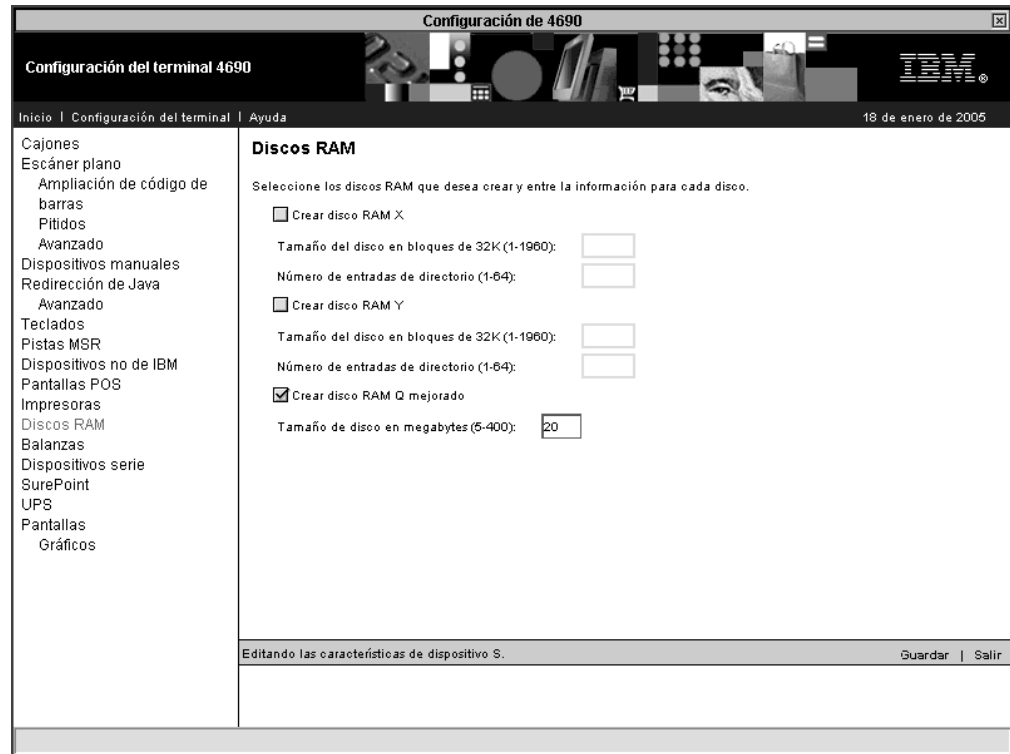 Configuración de 4690
Configuración del terminal 4690
IBM®
Inicio | Configuración del terminal | Ayuda
18 de enero de 2005
Cajones
Escáner plano
Ampliación de código de
barras
Pitidos
Avanzado
Dispositivos manuales
Redirección de Java
Avanzado
Teclados
Pistas MSR
Dispositivos no de IBM
Pantallas POS
Impresoras
Discos RAM
Balanzas
Dispositivos serie
SurePoint
UPS
Pantallas
Gráficos
Discos RAM
Seleccione los discos RAM que desea crear y entre la información para cada disco.
Crear disco RAM X
Tamaño del disco en bloques de 32K (1-1960):
Número de entradas de directorio (1-64):
Crear disco RAM Y
Tamaño del disco en bloques de 32K (1-1960):
Número de entradas de directorio (1-64):
Crear disco RAM Q mejorado
Tamaño de disco en megabytes (5-400): 20
Editando las características de dispositivo S.
Guardar | Salir